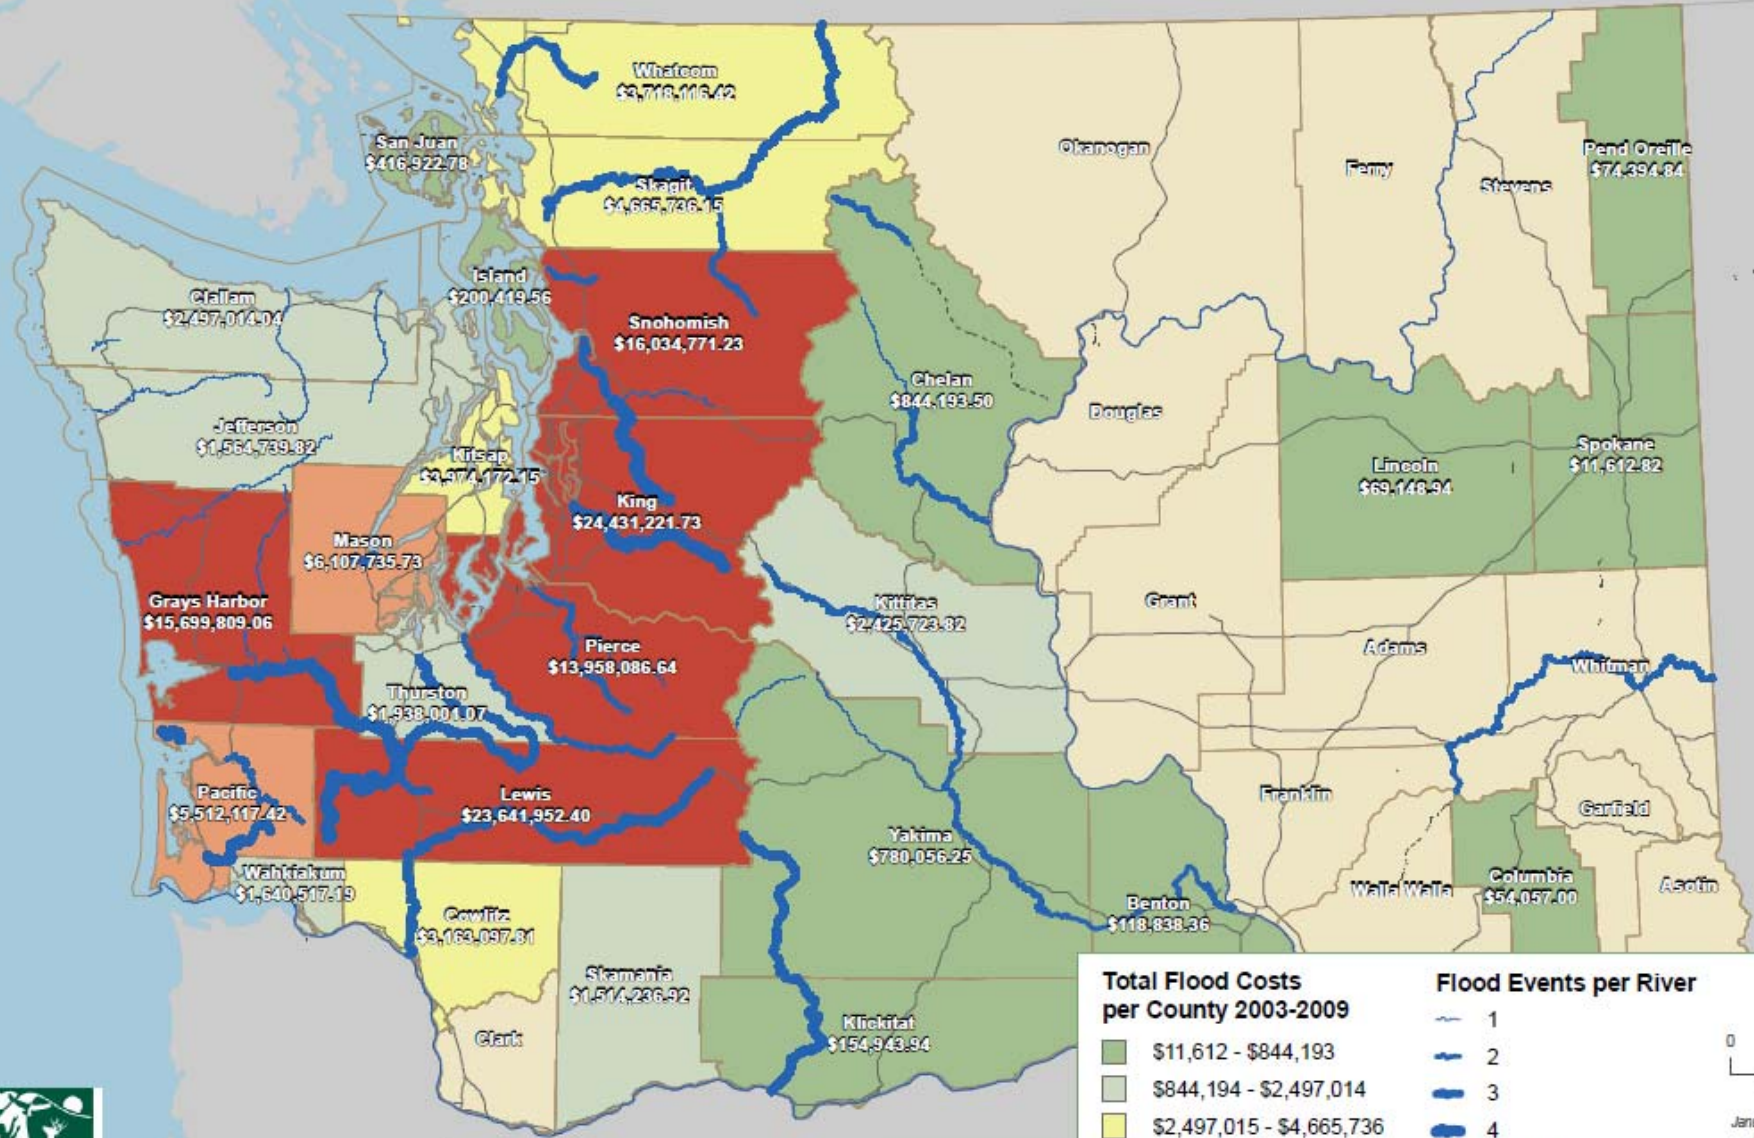 Whatcom
$3,718,116.42
San Juan
$416,922.78
Skagit
$4,665,736.15
Okanogan
Ferry
Stevens
Pend Oreille
$74,394.84
Island
$200,419.56
Clallam
$2,497,014.04
Snohomish
$16,034,771.23
Chelan
$844,193.50
Douglas
Jefferson
$1,564,739.82
Kitsap
$3,974,172.15
Lincoln
$69,148.94
Spokane
$11,612.82
King
$24,431,221.73
Mason
$6,107,735.73
Grays Harbor
$15,699,809.06
Kittitas
$2,425,723.82
Grant
Adams
Pierce
$13,958,086.64
Whitman
Thurston
$1,938,001.07
Pacific
$5,512,117.42
Lewis
$23,641,952.40
Franklin
Garfield
Yakima
$780,056.25
Wahkiakum
$1,640,517.19
Columbia
$54,057.00
Walla Walla
Asotin
Cowlitz
$3,163,097.81
Benton
$118,838.36
Skamania
$1,514,236.92
Clark
Klickitat
$154,943.94
Total Flood Costs
per County 2003-2009
$11,612 - $844,193
$844,194 - $2,497,014
$2,497,015 - $4,665,736
Flood Events per River
1
2
3
4
0